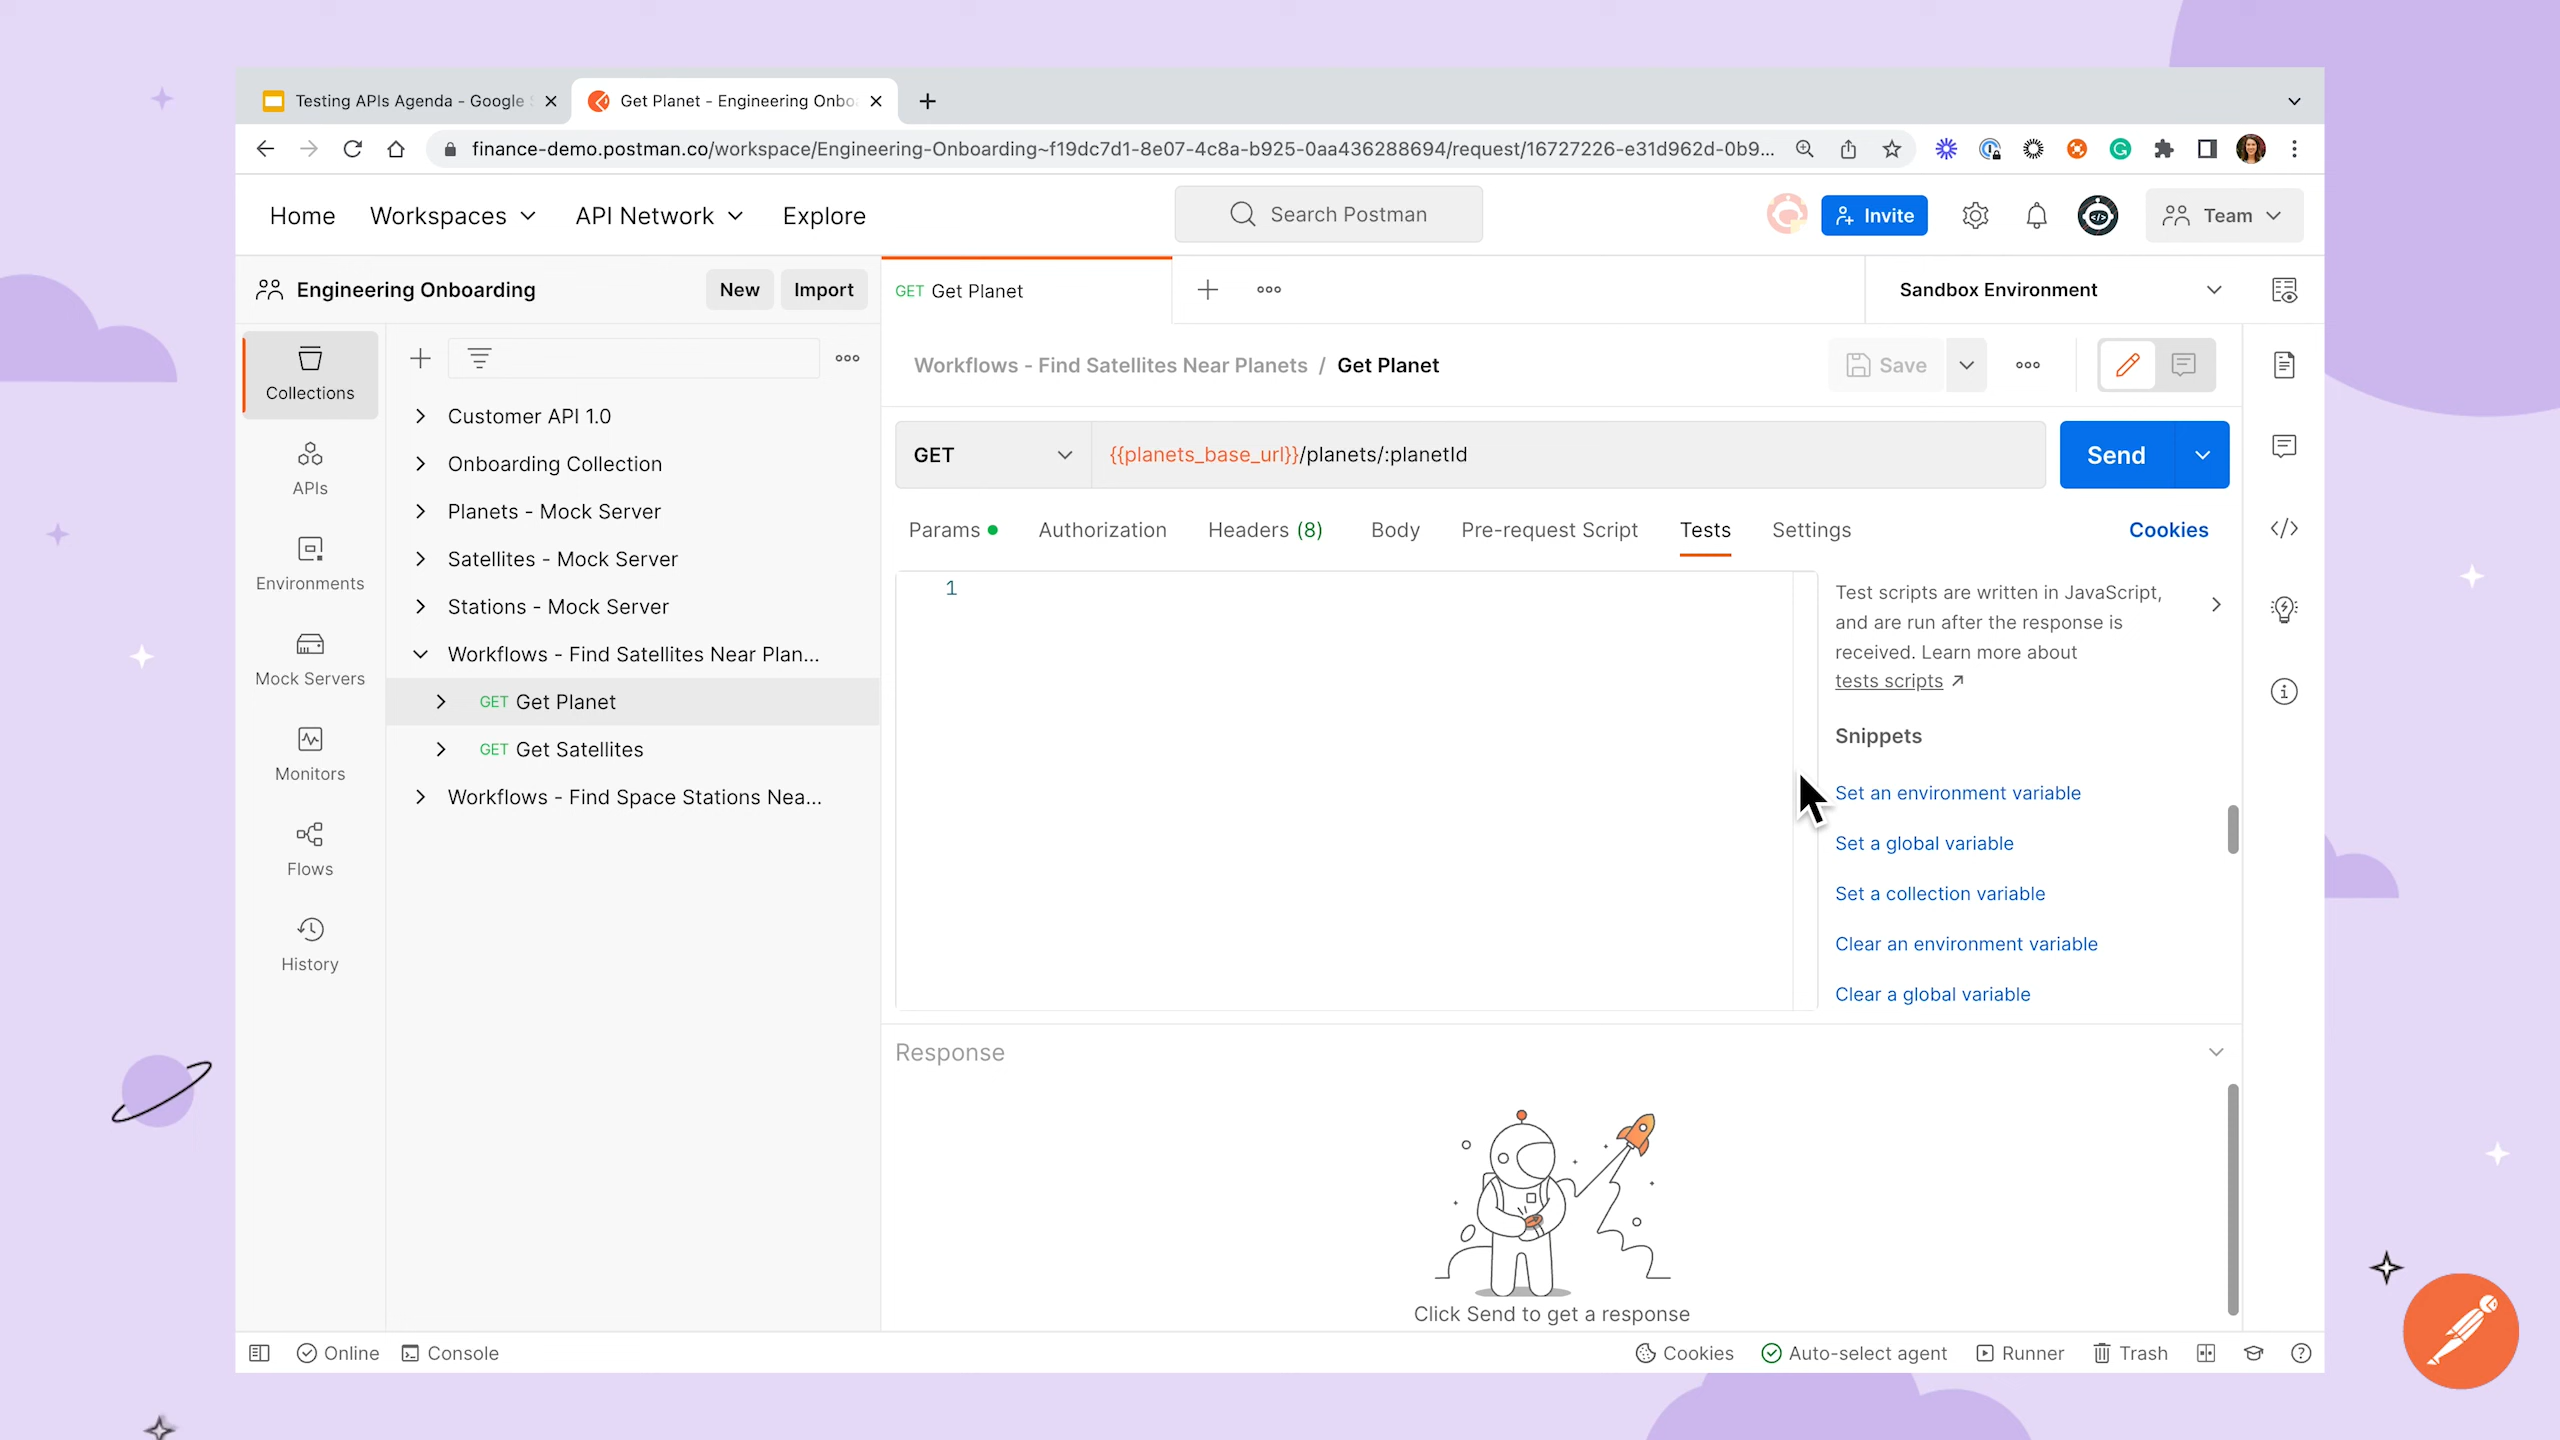 Testing APIs Agenda - Google
Get Planet - Engineering Onbo
finance-demo.postman.co/workspace/Engineering-Onboarding~f19dc7d1-8e07-4c8a-b925-0aa436288694/request/16727226-e31d962d-0b9...
Home
Workspaces
API Network
Explore
Search Postman
Invite
Team
Engineering Onboarding
New
Import
GET Get Planet
Sandbox Environment
Collections
APIs
Environments
Mock Servers
Monitors
Flows
History
Customer API 1.0
Onboarding Collection
Planets - Mock Server
Satellites - Mock Server
Stations - Mock Server
Workflows - Find Satellites Near Plan...
GET Get Planet
GET Get Satellites
Workflows - Find Space Stations Nea...
Workflows - Find Satellites Near Planets / Get Planet
Save
GET
{{planets_base_url}}/planets/:planetId
Send
Params
Authorization
Headers (8)
Body
Pre-request Script
Tests
Settings
Cookies
1
Test scripts are written in JavaScript,
and are run after the response is
received. Learn more about
tests scripts
Snippets
Set an environment variable
Set a global variable
Set a collection variable
Clear an environment variable
Clear a global variable
Response
Click Send to get a response
Online
Console
Cookies
Auto-select agent
Runner
Trash